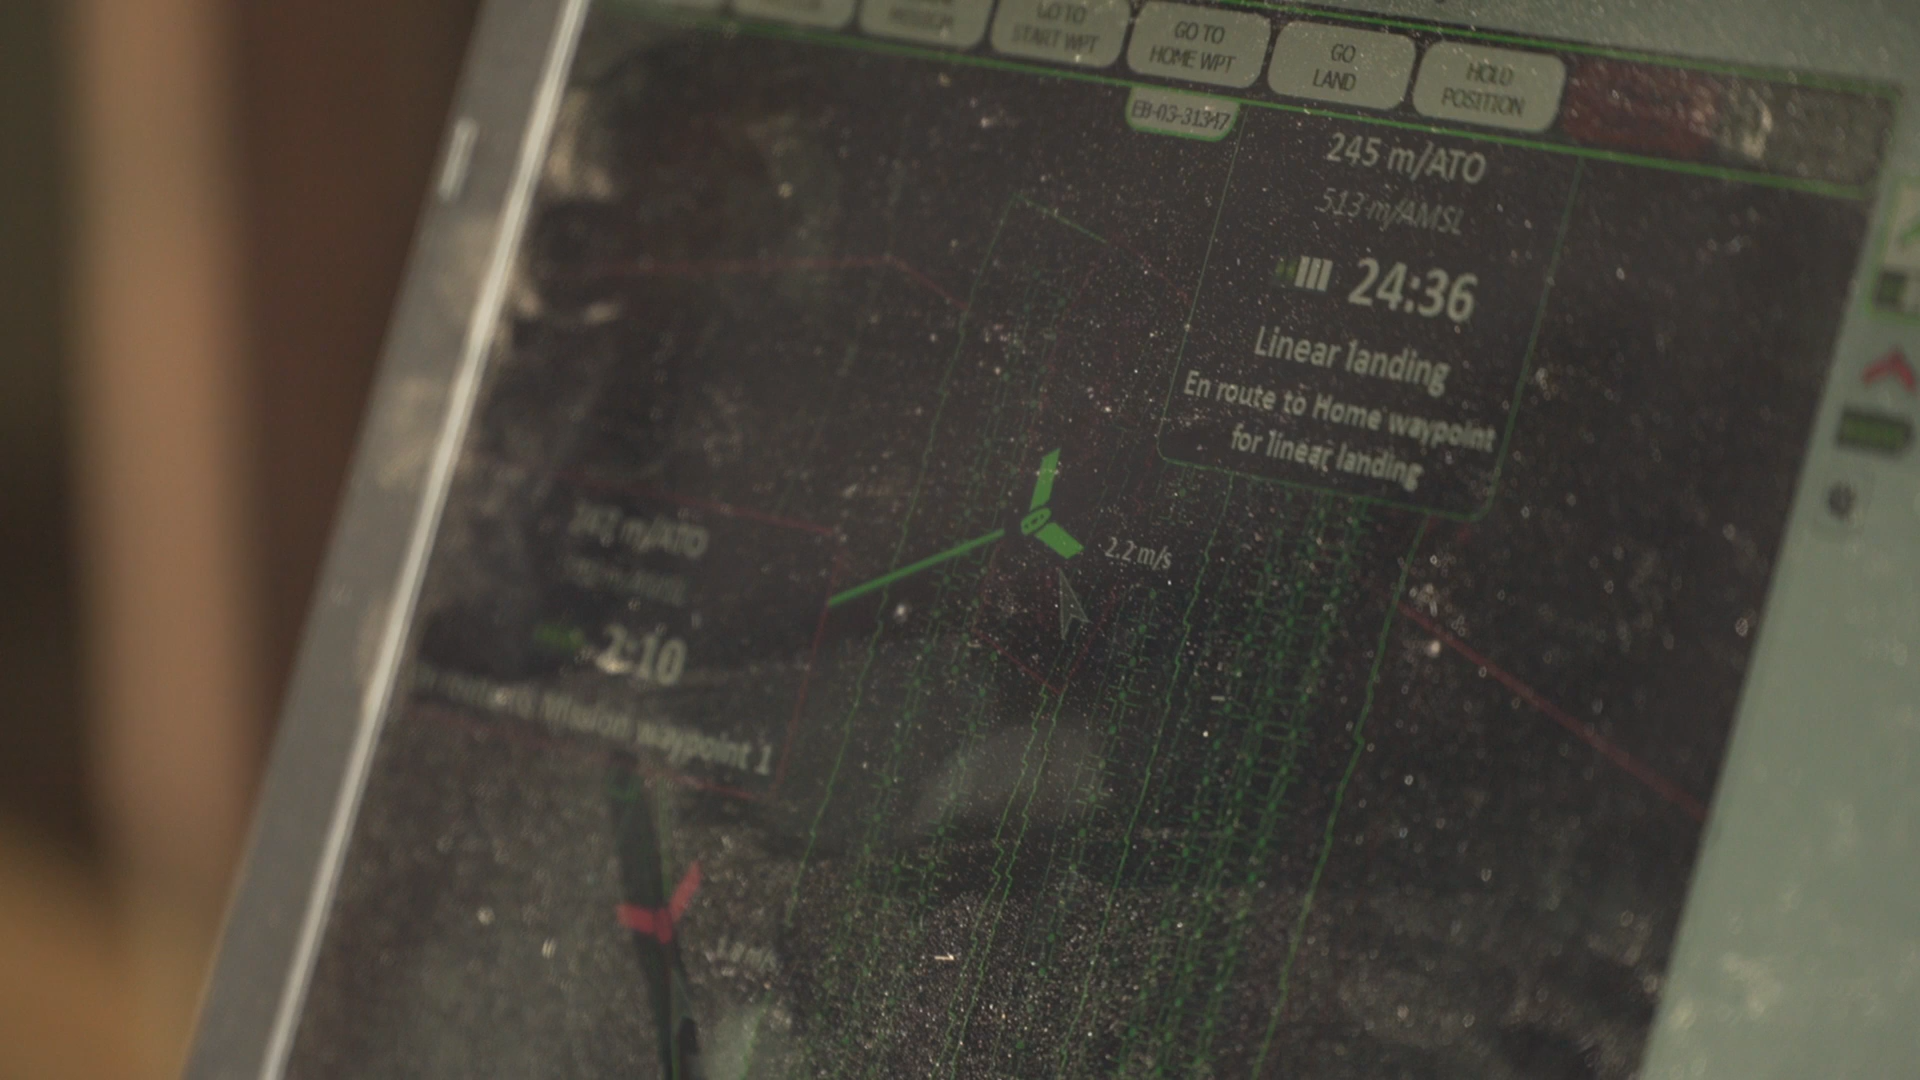 GO TO
START WPT
GO TO
HOME WPT
GO
LAND
HOLD
POSITION
EB-03-31347
245 m/ATO
513 m/AMSL
24:36
Linear landing
En route to Home waypoint
for linear landing
2.2 m/s
m/ATO
2:10
Mission waypoint 1